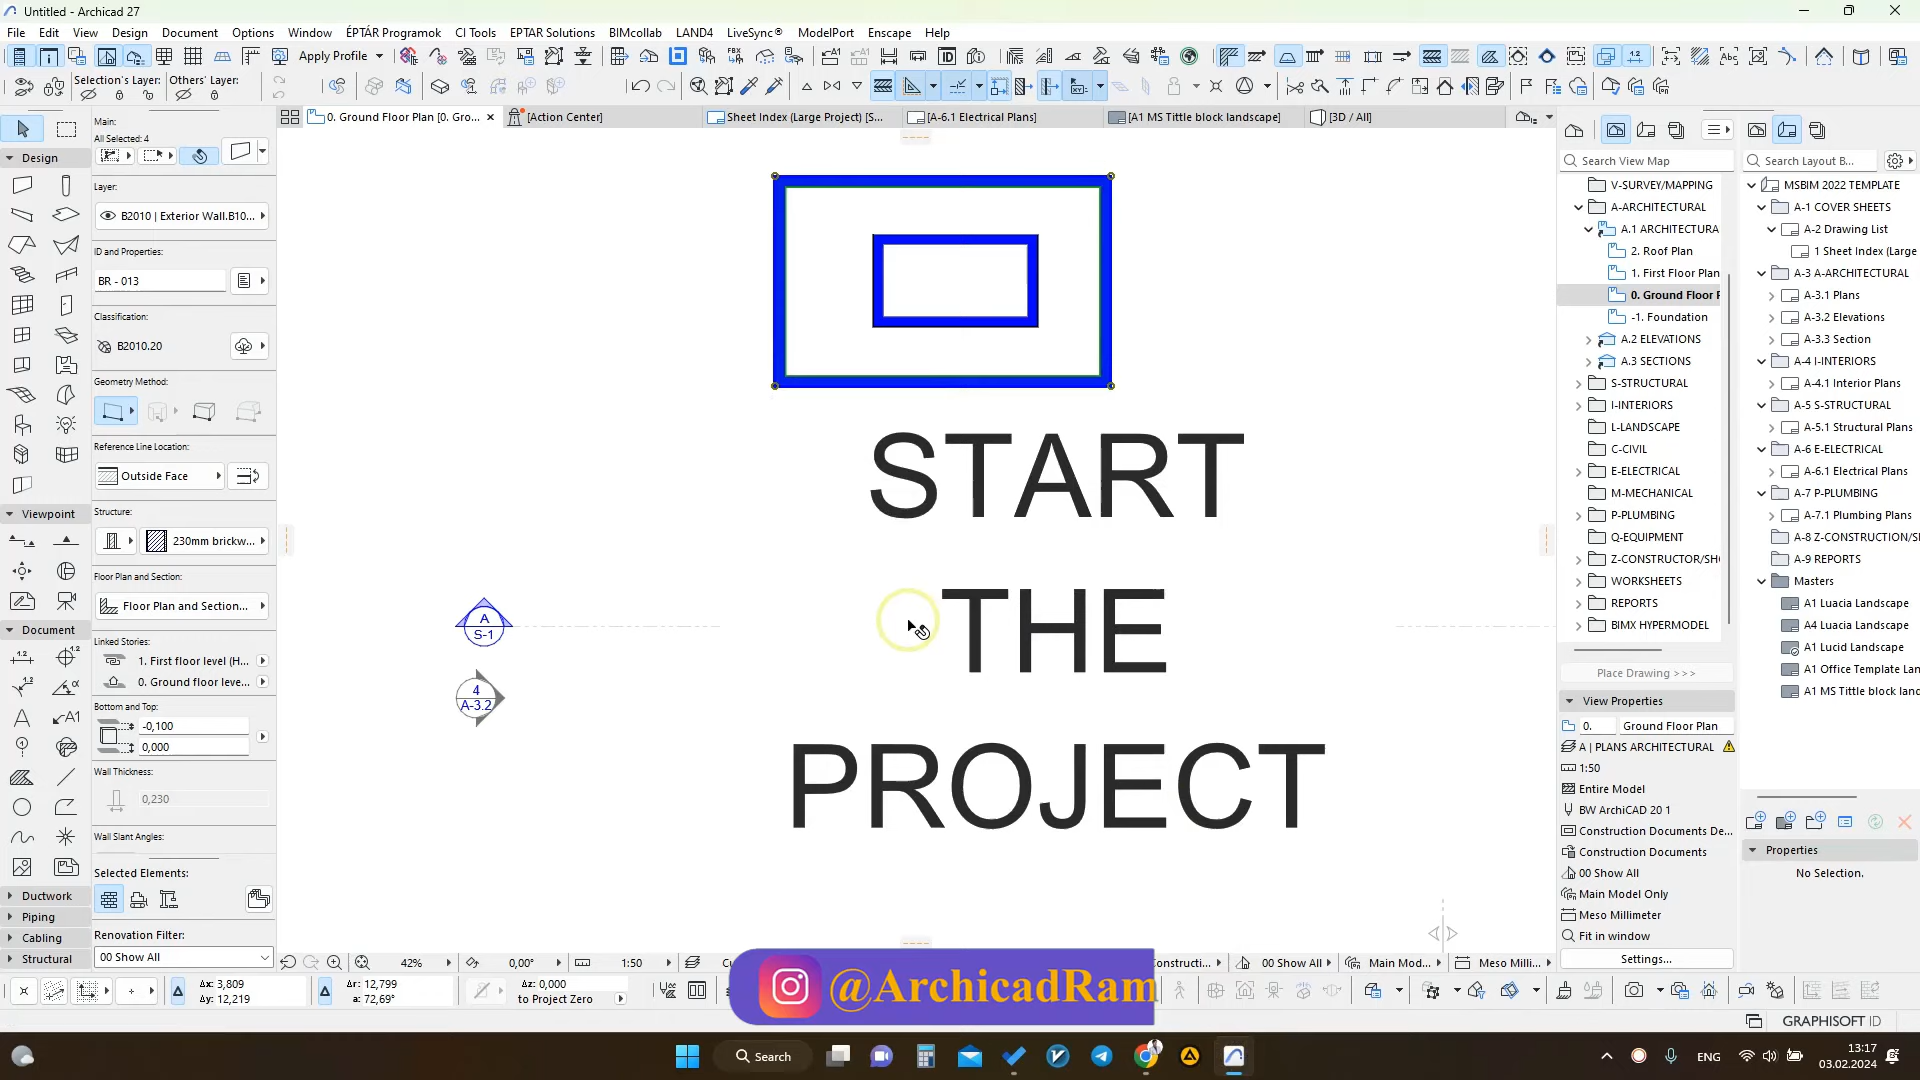 Untitled - Archicad 27
File Edit View Design Document Options Window ÉPTÁR Programok CI Tools EPTAR Solutions BIMcollab LAND4 LiveSync® ModelPort Enscape Help
Apply Profile
Selection's Layer: Others' Layer:
0. Ground Floor Plan [0. Gro...
[Action Center]
Sheet Index (Large Project) [S...
[A-6.1 Electrical Plans]
[A1 MS Tittle block landscape]
[3D / All]
Main:
All Selected: 4
Design
Layer:
B2010 | Exterior Wall.B10...
ID and Properties:
BR - 013
Classification:
B2010.20
Geometry Method:
Reference Line Location:
Outside Face
Structure:
230mm brickw...
Floor Plan and Section:
Floor Plan and Section...
Linked Stories:
1. First floor level (H...
0. Ground floor leve...
Bottom and Top:
-0,100
0,000
Wall Thickness:
0,230
Wall Slant Angles:
Selected Elements:
Renovation Filter:
00 Show All
Viewpoint
Document
Ductwork
Piping
Cabling
Structural
START
THE
PROJECT
A
S-1
4
A-3.2
Search View Map
V-SURVEY/MAPPING
A-ARCHITECTURAL
A.1 ARCHITECTURA
2. Roof Plan
1. First Floor Plan
0. Ground Floor P
-1. Foundation
A.2 ELEVATIONS
A.3 SECTIONS
S-STRUCTURAL
I-INTERIORS
L-LANDSCAPE
C-CIVIL
E-ELECTRICAL
M-MECHANICAL
P-PLUMBING
Q-EQUIPMENT
Z-CONSTRUCTOR/SH
WORKSHEETS
REPORTS
BIMX HYPERMODEL
Place Drawing >>>
View Properties
0. Ground Floor Plan
A | PLANS ARCHITECTURAL
1:50
Entire Model
BW ArchiCAD 20 1
Construction Documents De...
Construction Documents
00 Show All
Main Model Only
Meso Millimeter
Fit in window
Settings...
Search Layout B...
MSBIM 2022 TEMPLATE
A-1 COVER SHEETS
A-2 Drawing List
1 Sheet Index (Large
A-3 A-ARCHITECTURAL
A-3.1 Plans
A-3.2 Elevations
A-3.3 Section
A-4 I-INTERIORS
A-4.1 Interior Plans
A-5 S-STRUCTURAL
A-5.1 Structural Plans
A-6 E-ELECTRICAL
A-6.1 Electrical Plans
A-7 P-PLUMBING
A-7.1 Plumbing Plans
A-8 Z-CONSTRUCTION/S
A-9 REPORTS
Masters
A1 Luacia Landscape
A4 Luacia Landscape
A1 Lucid Landscape
A1 Office Template Lan
A1 MS Tittle block land
Properties
No Selection.
42% 0,00° 1:50 Cu onstructi... 00 Show All Main Mod... Meso Milli...
Δx: 3,809
Δy: 12,219
Δr: 12,799
a: 72,69°
Δz: 0,000
to Project Zero
@ArchicadRam
GRAPHISOFT ID
Search
ENG
13:17
03.02.2024